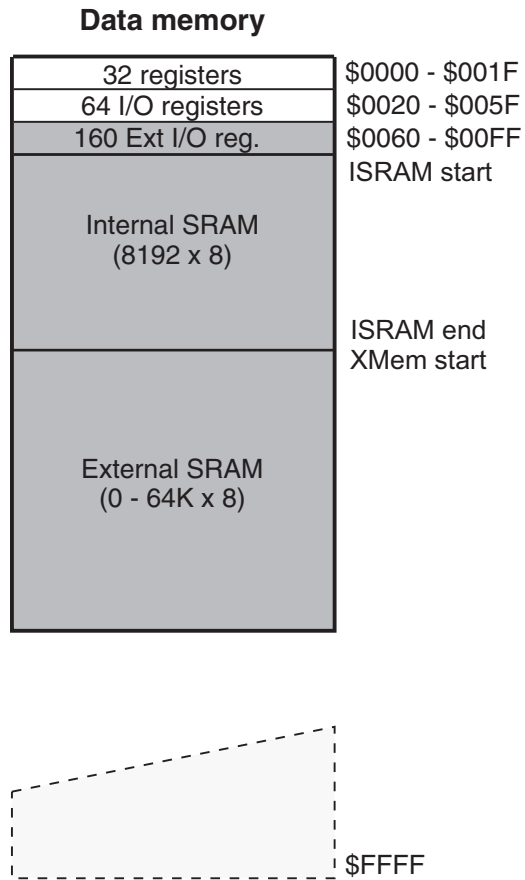 Data memory
32 registers $0000 - $001F
64 I/O registers $0020 - $005F
160 Ext I/O reg. $0060 - $00FF
ISRAM start
Internal SRAM
(8192 x 8)
ISRAM end
XMem start
External SRAM
(0 - 64K x 8)
$FFFF